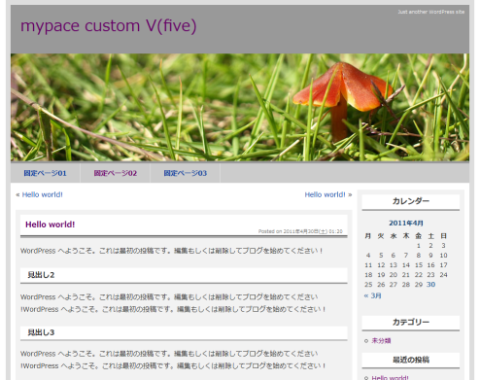 Just another WordPress site
mypace custom V(five)
固定ページ01 固定ページ02 固定ページ03
« Hello world! Hello world! »
Hello world!
Posted on 2011年4月30日(土) 01:20
WordPress へようこそ。これは最初の投稿です。編集もしくは削除してブログを始めてください !
見出し2
WordPress へようこそ。これは最初の投稿です。編集もしくは削除してブログを始めてください
!WordPress へようこそ。これは最初の投稿です。編集もしくは削除してブログを始めてください !
見出し3
WordPress へようこそ。これは最初の投稿です。編集もしくは削除してブログを始めてください
!WordPress へようこそ。これは最初の投稿です。編集もしくは削除してブログを始めてください !
カレンダー
2011年4月
月 火 水 木 金 土 日
1 2 3
4 5 6 7 8 9 10
11 12 13 14 15 16 17
18 19 20 21 22 23 24
25 26 27 28 29 30
« 3月
カテゴリー
未分類
最近の投稿
Hello world!